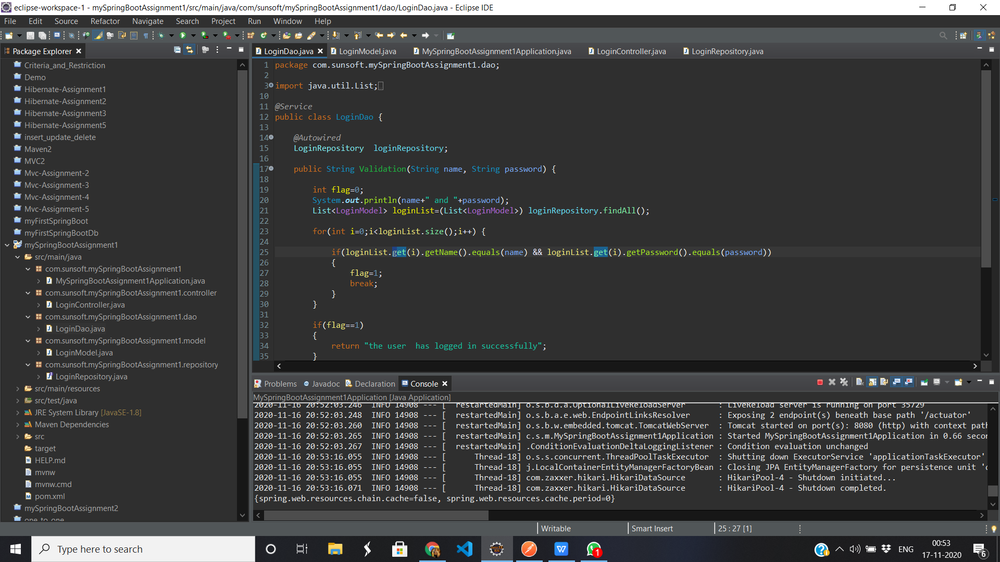 eclipse-workspace-1 - mySpringBootAssignment1/src/main/java/com/sunsoft/mySpringBootAssignment1/dao/LoginDao.java - Eclipse IDE
File Edit Source Refactor Navigate Search Project Run Window Help
Package Explorer
Criteria_and_Restriction
Demo
Hibernate-Assignment1
Hibernate-Assignment2
Hibernate-Assignment3
Hibernate-Assignment5
insert_update_delete
Maven2
MVC2
Mvc-Assignment-2
Mvc-Assignment-3
Mvc-Assignment-4
Mvc-Assignment-5
myFirstSpringBoot
myFirstSpringBootDb
mySpringBootAssignment1
src/main/java
com.sunsoft.mySpringBootAssignment1
MySpringBootAssignment1Application.java
com.sunsoft.mySpringBootAssignment1.controller
LoginController.java
com.sunsoft.mySpringBootAssignment1.dao
LoginDao.java
com.sunsoft.mySpringBootAssignment1.model
LoginModel.java
com.sunsoft.mySpringBootAssignment1.repository
LoginRepository.java
src/main/resources
src/test/java
JRE System Library [JavaSE-1.8]
Maven Dependencies
src
target
HELP.md
mvnw
mvnw.cmd
pom.xml
mySpringBootAssignment2
one_to_one
LoginDao.java LoginModel.java MySpringBootAssignment1Application.java LoginController.java LoginRepository.java
1 package com.sunsoft.mySpringBootAssignment1.dao;
2
3 import java.util.List;
10
11 @Service
12 public class LoginDao {
13
14 @Autowired
15 LoginRepository loginRepository;
16
17 public String Validation(String name, String password) {
18
19 int flag=0;
20 System.out.println(name+" and "+password);
21 List<LoginModel> loginList=(List<LoginModel>) loginRepository.findAll();
22
23 for(int i=0;i<loginList.size();i++) {
24
25 if(loginList.get(i).getName().equals(name) && loginList.get(i).getPassword().equals(password))
26 {
27 flag=1;
28 break;
29 }
30 }
31
32 if(flag==1)
33 {
34 return "the user  has logged in successfully";
35 }
Problems Javadoc Declaration Console
MySpringBootAssignment1Application [Java Application]
2020-11-16 20:52:03.246 INFO 14908 --- [ restartedMain] o.s.b.d.a.OptionalLiveReloadServer : LiveReload server is running on port 35729
2020-11-16 20:52:03.248 INFO 14908 --- [ restartedMain] o.s.b.a.e.web.EndpointLinksResolver : Exposing 2 endpoint(s) beneath base path '/actuator'
2020-11-16 20:52:03.260 INFO 14908 --- [ restartedMain] o.s.b.w.embedded.tomcat.TomcatWebServer : Tomcat started on port(s): 8080 (http) with context path
2020-11-16 20:52:03.265 INFO 14908 --- [ restartedMain] c.s.m.MySpringBootAssignment1Application : Started MySpringBootAssignment1Application in 0.66 secon
2020-11-16 20:52:03.267 INFO 14908 --- [ restartedMain] .ConditionEvaluationDeltaLoggingListener : Condition evaluation unchanged
2020-11-16 20:53:16.055 INFO 14908 --- [ Thread-18] o.s.s.concurrent.ThreadPoolTaskExecutor : Shutting down ExecutorService 'applicationTaskExecutor'
2020-11-16 20:53:16.055 INFO 14908 --- [ Thread-18] j.LocalContainerEntityManagerFactoryBean : Closing JPA EntityManagerFactory for persistence unit 'd
2020-11-16 20:53:16.055 INFO 14908 --- [ Thread-18] com.zaxxer.hikari.HikariDataSource : HikariPool-4 - Shutdown initiated...
2020-11-16 20:53:16.071 INFO 14908 --- [ Thread-18] com.zaxxer.hikari.HikariDataSource : HikariPool-4 - Shutdown completed.
{spring.web.resources.chain.cache=false, spring.web.resources.cache.period=0}
Writable Smart Insert 25 : 27 [1]
Type here to search
1
ENG
00:53
17-11-2020
6